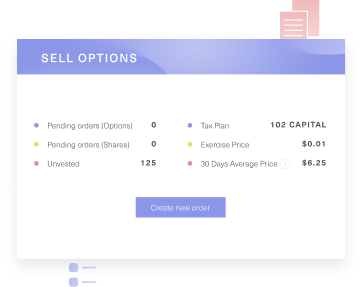 SELL OPTIONS
Pending orders (Options) 0
Pending orders (Shares) 0
Unvested 125
Tax Plan 102 CAPITAL
Exercise Price $0.01
30 Days Average Price i $6.25
Create new order